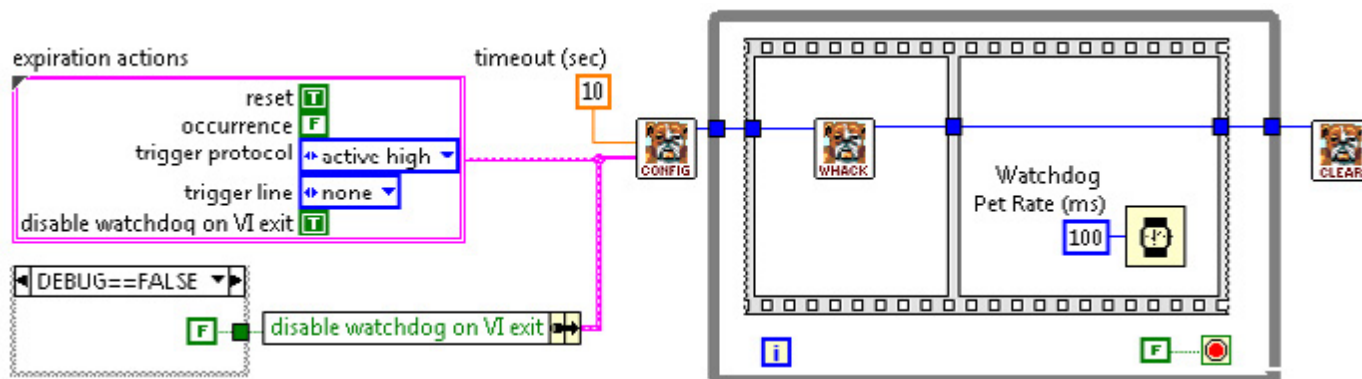 expiration actions
reset T
occurrence F
trigger protocol active high
trigger line none
disable watchdog on VI exit T
timeout (sec)
10
CONFIG
WHACK
Watchdog
Pet Rate (ms)
100
CLEAR
DEBUG==FALSE
F
disable watchdog on VI exit
i
F